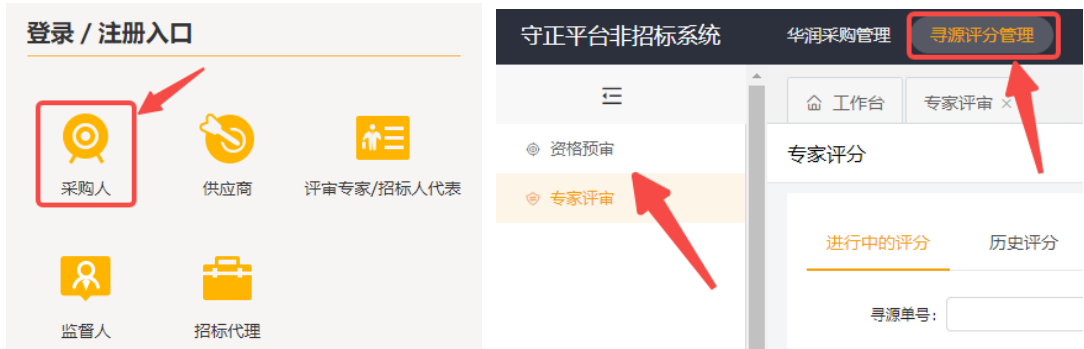 登录 / 注册入口
采购人
供应商
评审专家/招标人代表
监督人
招标代理
守正平台非招标系统
华润采购管理
寻源评分管理
工作台
专家评审
资格预审
专家评审
专家评分
进行中的评分
历史评分
寻源单号: